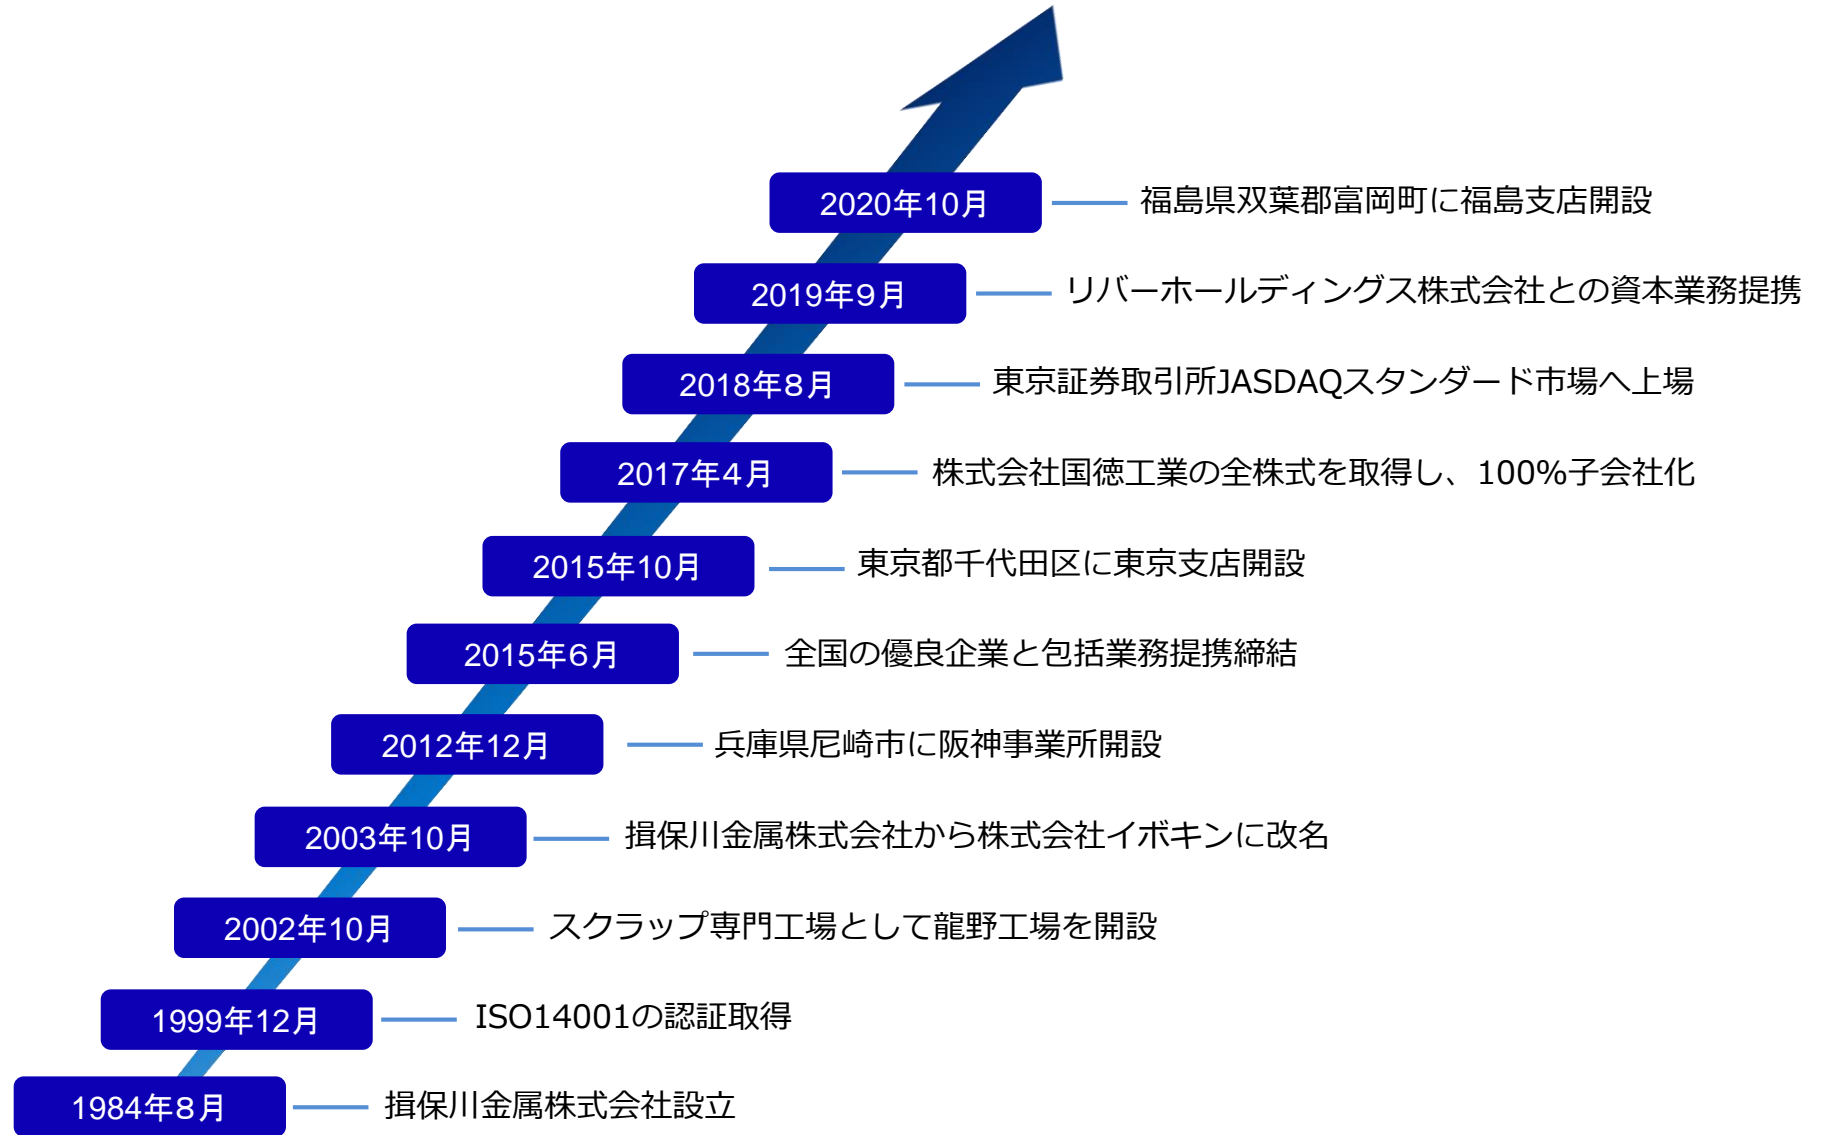 2020年10月 福島県双葉郡富岡町に福島支店開設
2019年９月 リバーホールディングス株式会社との資本業務提携
2018年８月 東京証券取引所JASDAQスタンダード市場へ上場
2017年４月 株式会社国徳工業の全株式を取得し、100%子会社化
2015年10月 東京都千代田区に東京支店開設
2015年６月 全国の優良企業と包括業務提携締結
2012年12月 兵庫県尼崎市に阪神事業所開設
2003年10月 揖保川金属株式会社から株式会社イボキンに改名
2002年10月 スクラップ専門工場として龍野工場を開設
1999年12月 ISO14001の認証取得
1984年８月 揖保川金属株式会社設立